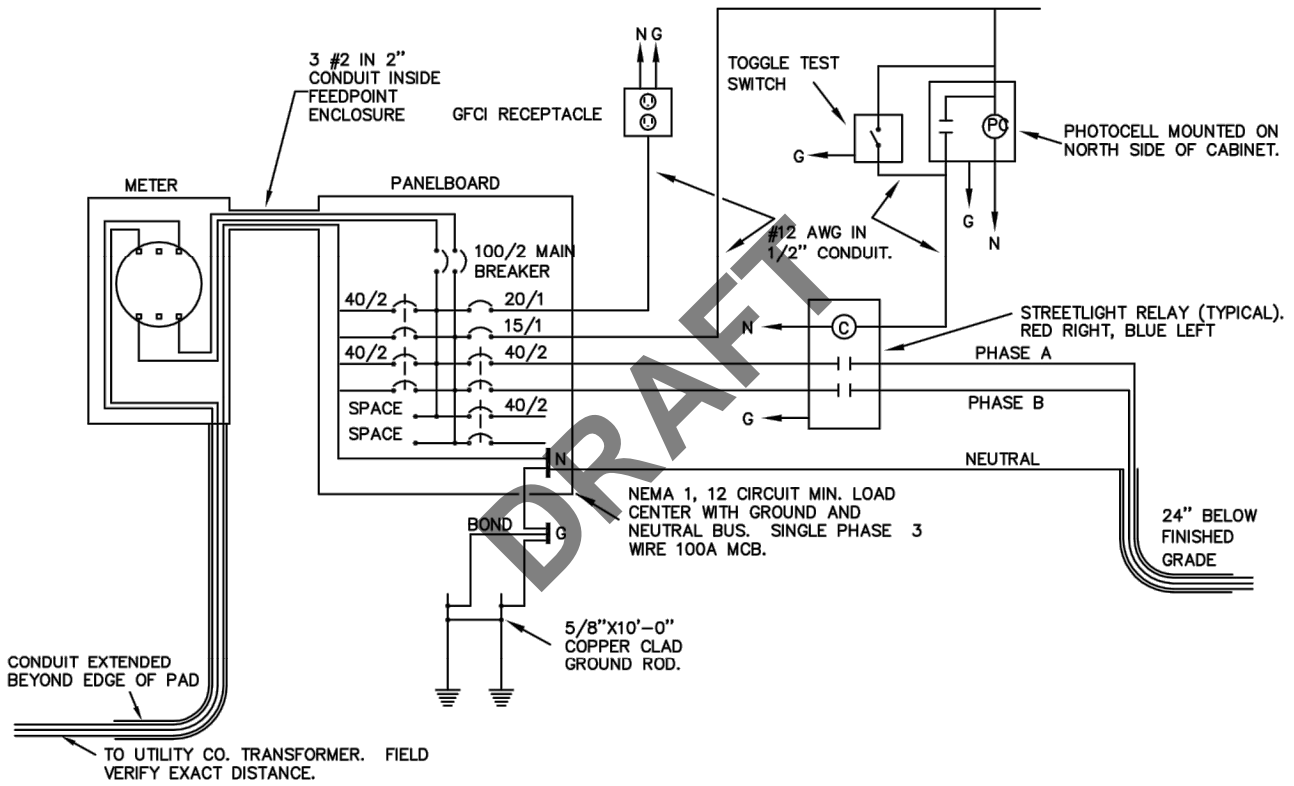 N G
3 #2 IN 2"
CONDUIT INSIDE
FEEDPOINT
ENCLOSURE
GFCI RECEPTACLE
TOGGLE TEST
SWITCH
PC
G
PHOTOCELL MOUNTED ON
NORTH SIDE OF CABINET.
G
N
METER
PANELBOARD
#12 AWG IN
1/2" CONDUIT.
100/2 MAIN
BREAKER
40/2
20/1
15/1
40/2
40/2
SPACE
40/2
SPACE
N
C
STREETLIGHT RELAY (TYPICAL).
RED RIGHT, BLUE LEFT
PHASE A
PHASE B
G
NEUTRAL
N
NEMA 1, 12 CIRCUIT MIN. LOAD
CENTER WITH GROUND AND
NEUTRAL BUS. SINGLE PHASE 3
WIRE 100A MCB.
BOND
G
24" BELOW
FINISHED
GRADE
5/8"X10'-0"
COPPER CLAD
GROUND ROD.
CONDUIT EXTENDED
BEYOND EDGE OF PAD
TO UTILITY CO. TRANSFORMER. FIELD
VERIFY EXACT DISTANCE.
DRAFT